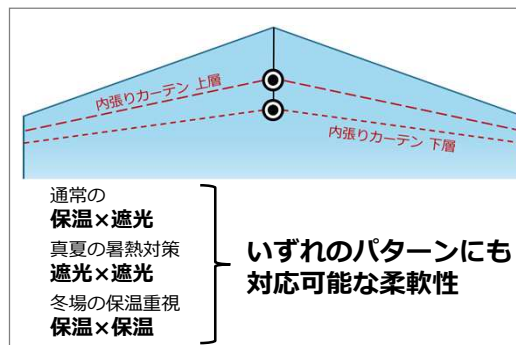 内張りカーテン 上層
内張りカーテン 下層
通常の
保温×遮光
真夏の暑熱対策
遮光×遮光
冬場の保温重視
保温×保温
いずれのパターンにも
対応可能な柔軟性